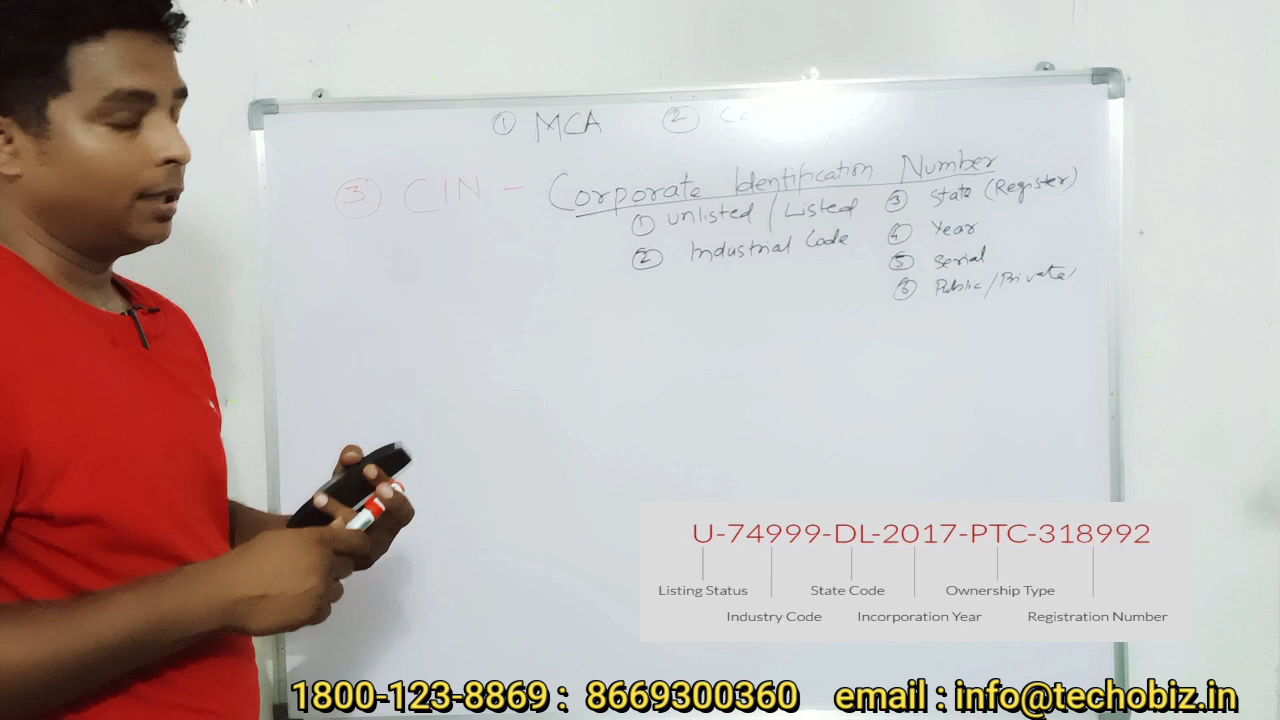 ① MCA ②
③ CIN - Corporate Identification Number
① unlisted / Listed ③ State (Register)
② Industrial Code ④ Year
⑤ Serial
⑥ Public/Private
U-74999-DL-2017-PTC-318992
Listing Status State Code Ownership Type
Industry Code Incorporation Year Registration Number
1800-123-8869 : 8669300360 email : info@techobiz.in